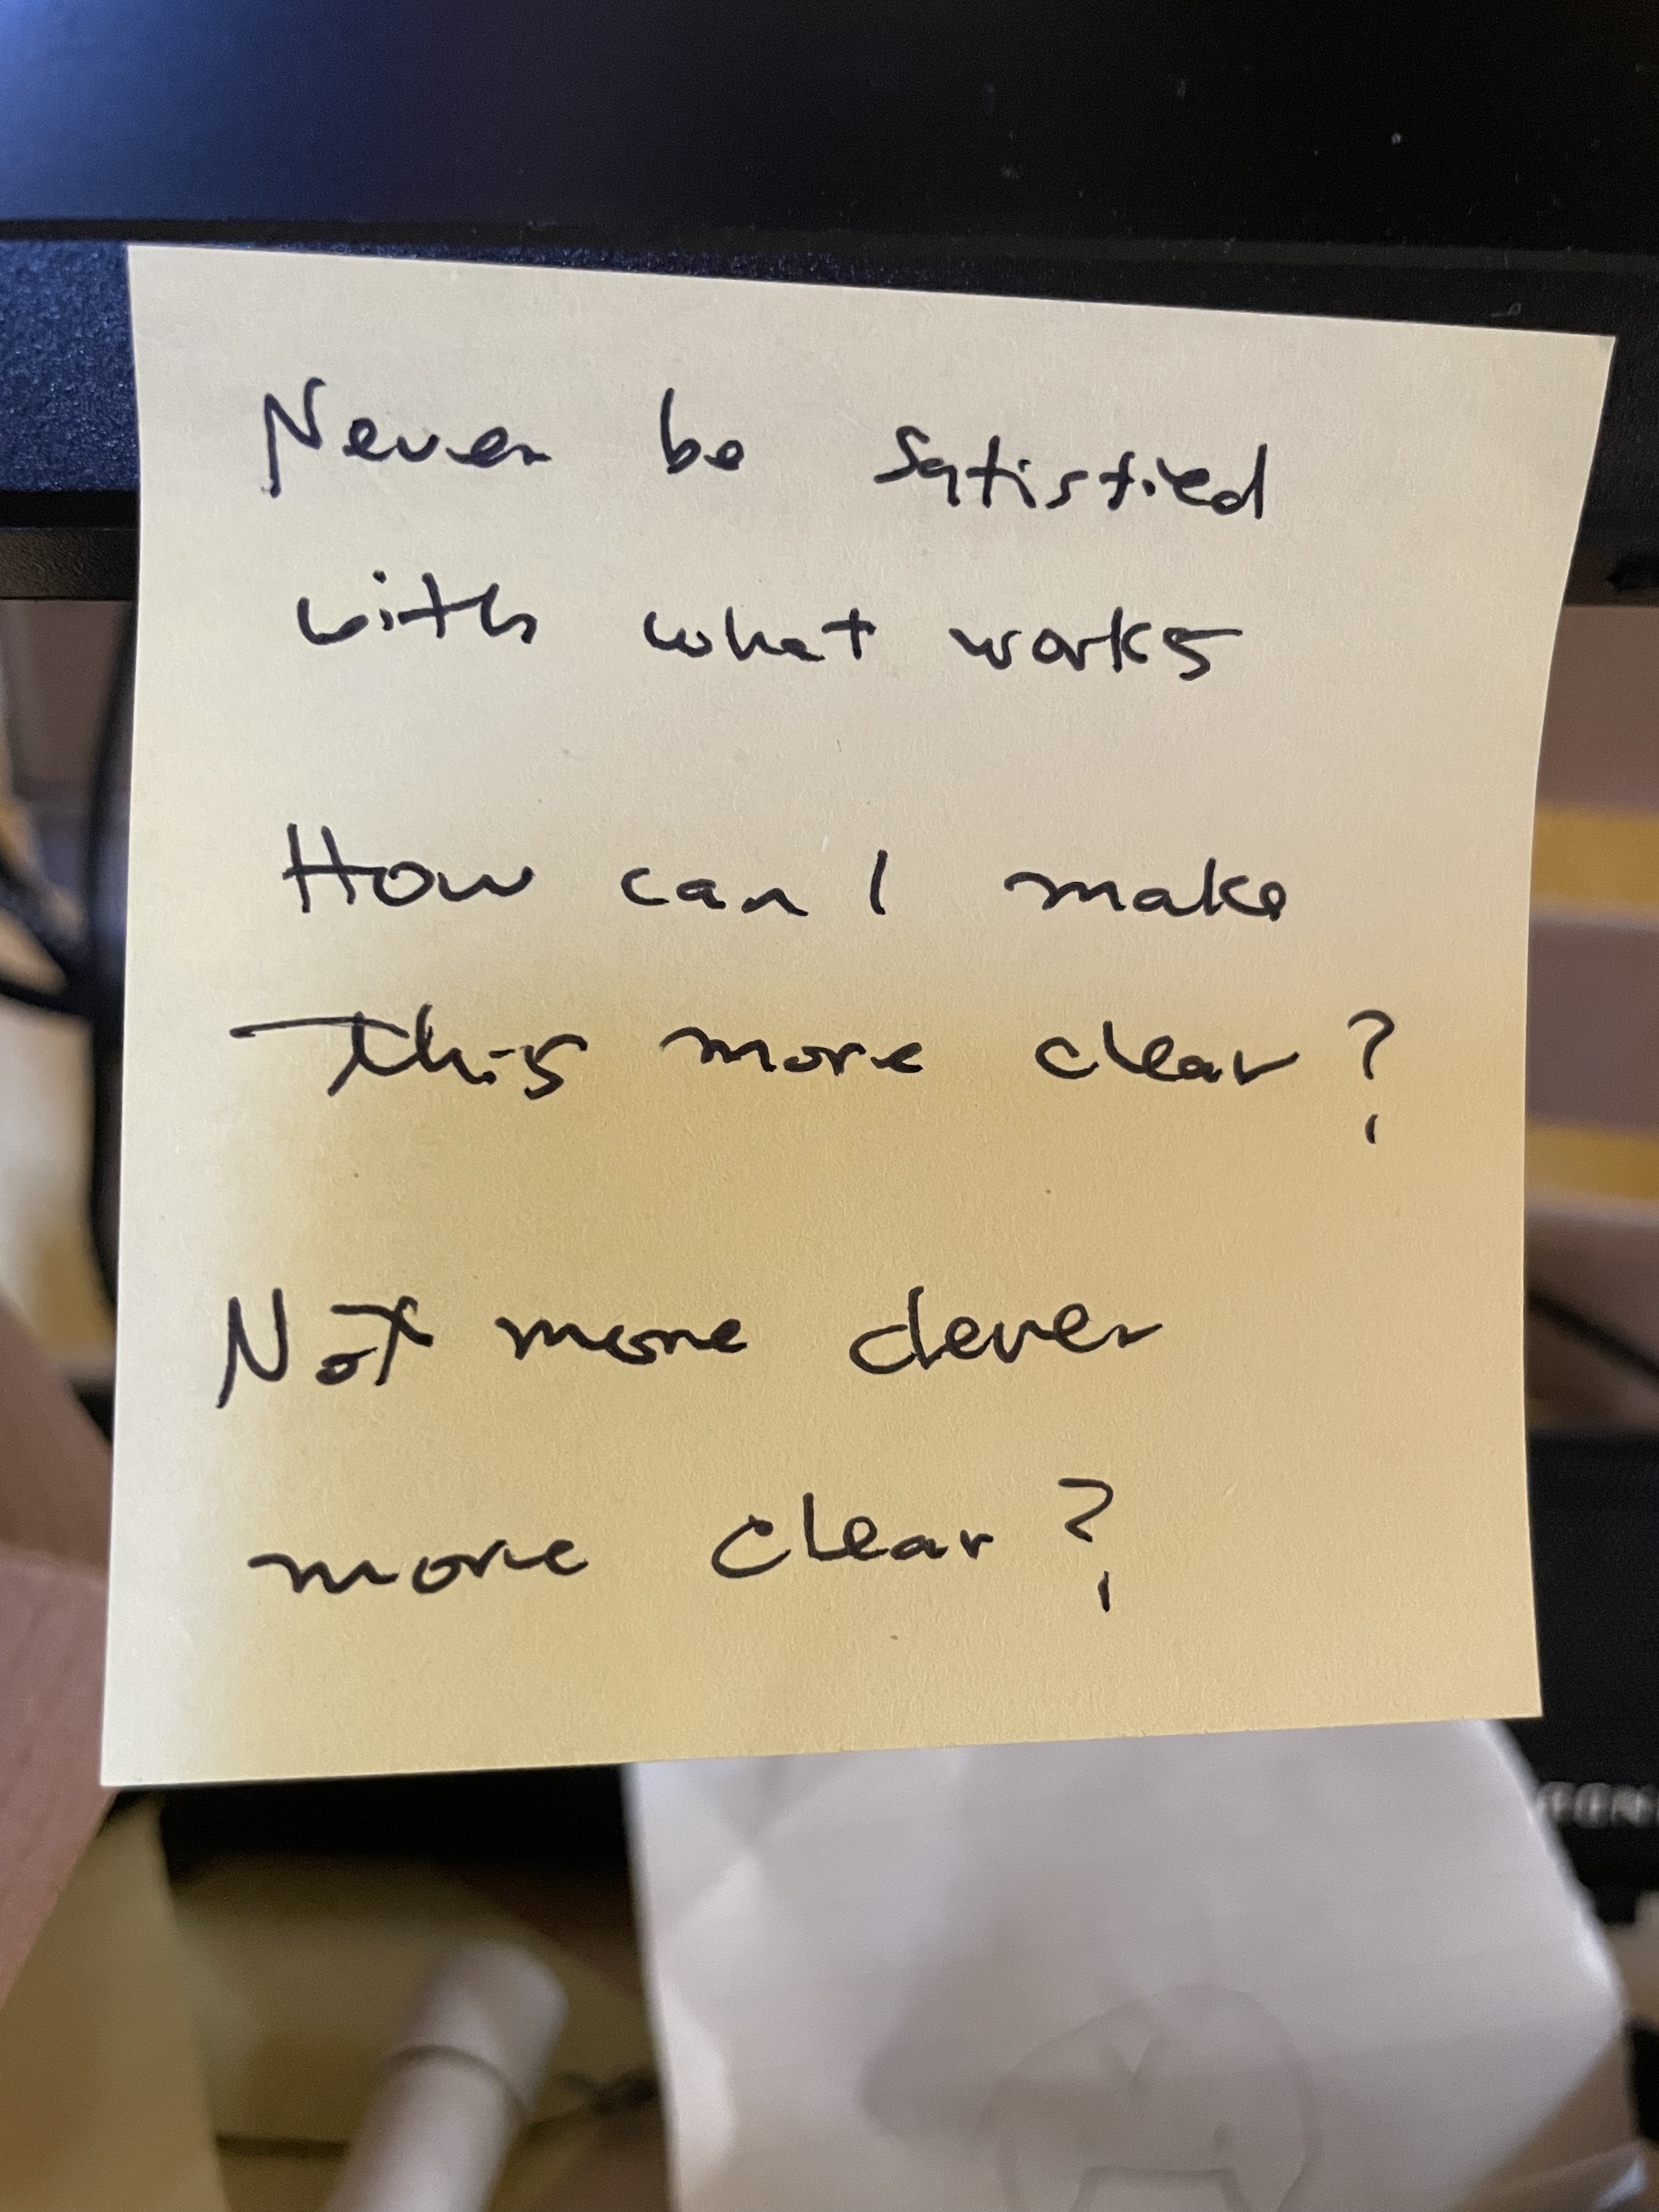 Never be satisfied
with what works
How can I make
this more clear?
Not more clever
more clear?